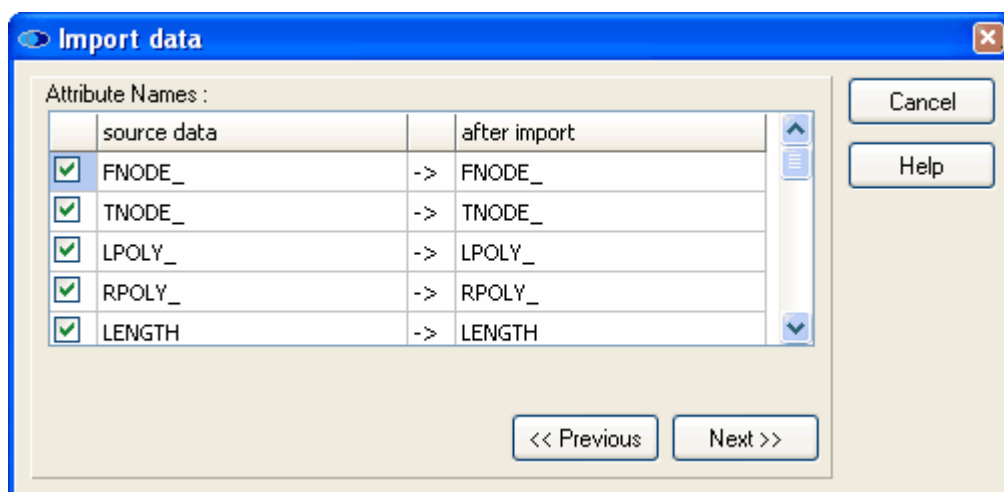 Import data
Attribute Names :
source data after import
FNODE_ -> FNODE_
TNODE_ -> TNODE_
LPOLY_ -> LPOLY_
RPOLY_ -> RPOLY_
LENGTH -> LENGTH
<< Previous Next >>
Cancel
Help